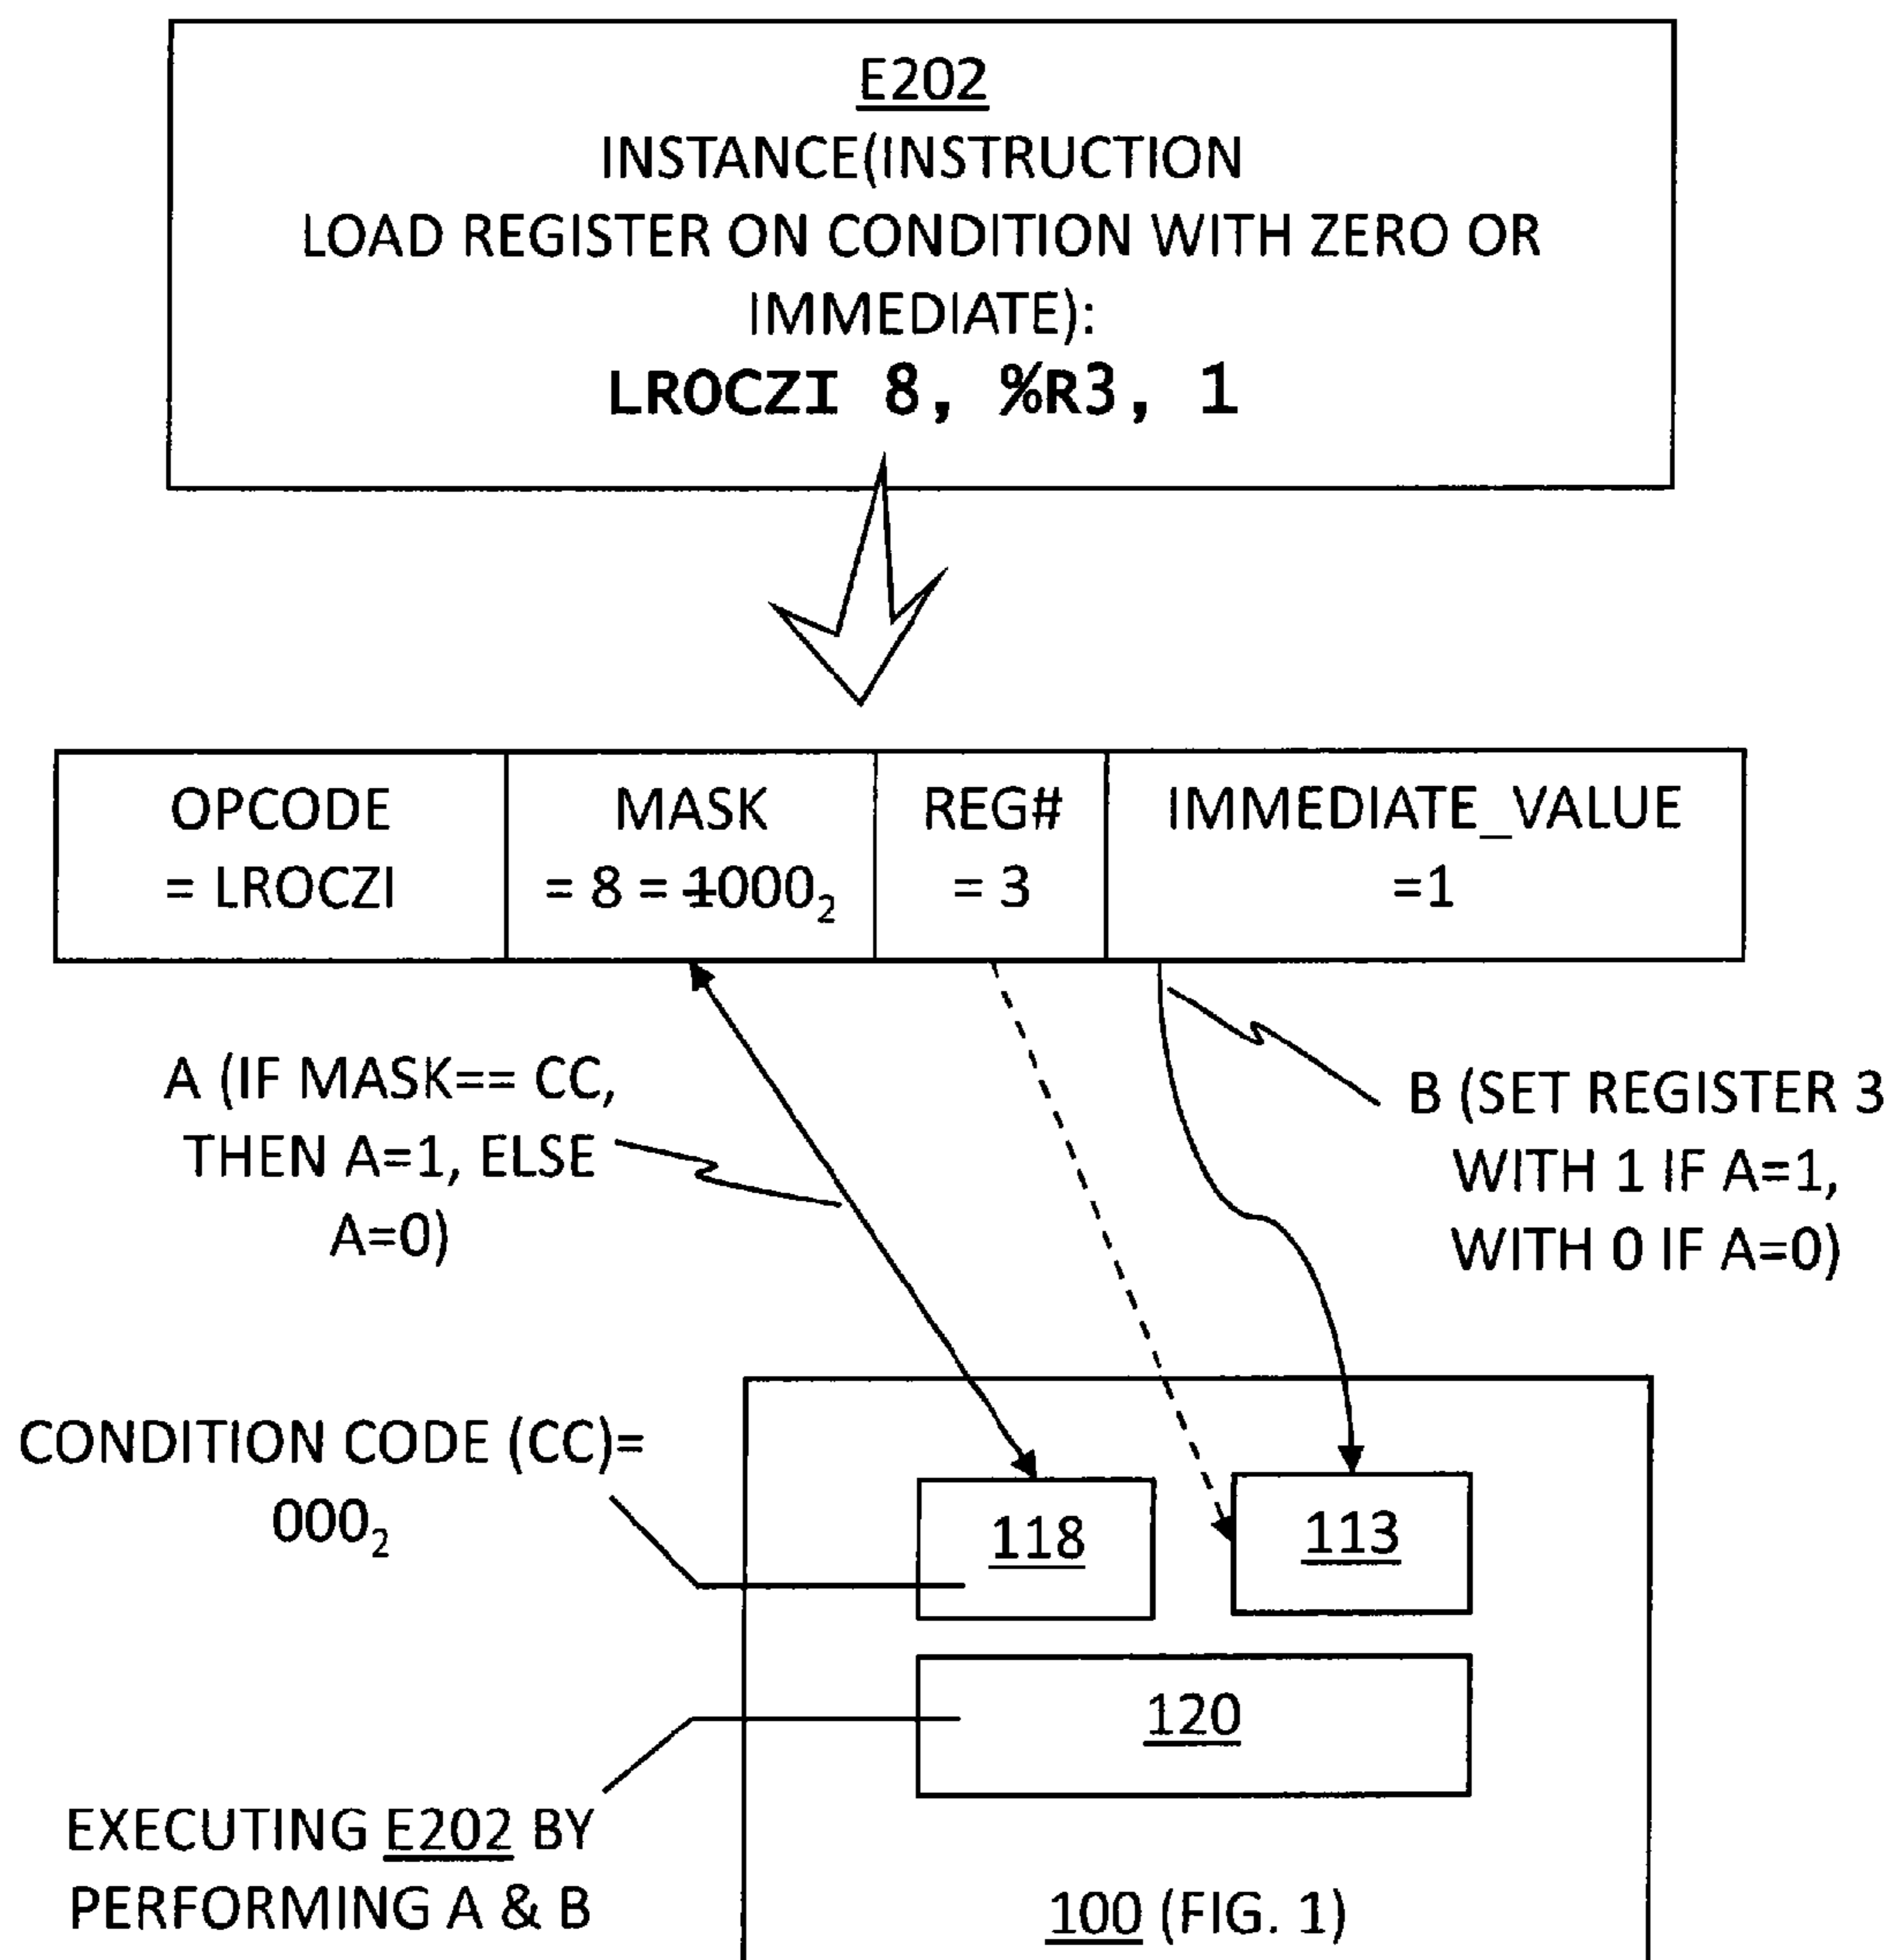 E202
INSTANCE(INSTRUCTION
LOAD REGISTER ON CONDITION WITH ZERO OR
IMMEDIATE):
LROCZI 8, %R3, 1
OPCODE
= LROCZI
MASK
= 8 = 1000₂
REG#
= 3
IMMEDIATE_VALUE
=1
A (IF MASK== CC,
THEN A=1, ELSE
A=0)
B (SET REGISTER 3
WITH 1 IF A=1,
WITH 0 IF A=0)
CONDITION CODE (CC)=
000₂
118
113
120
EXECUTING E202 BY
PERFORMING A & B
100 (FIG. 1)